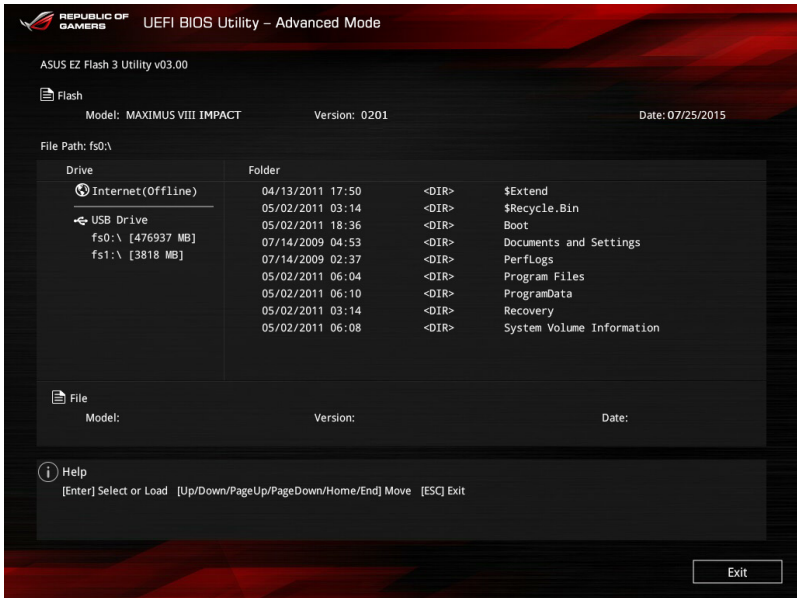 REPUBLIC OF
GAMERS
UEFI BIOS Utility – Advanced Mode
ASUS EZ Flash 3 Utility v03.00
Flash
Model: MAXIMUS VIII IMPACT Version: 0201 Date: 07/25/2015
File Path: fs0:\
Drive Folder
Internet(Offline) 04/13/2011 17:50 <DIR> $Extend
05/02/2011 03:14 <DIR> $Recycle.Bin
USB Drive 05/02/2011 18:36 <DIR> Boot
fs0:\ [476937 MB] 07/14/2009 04:53 <DIR> Documents and Settings
fs1:\ [3818 MB] 07/14/2009 02:37 <DIR> PerfLogs
05/02/2011 06:04 <DIR> Program Files
05/02/2011 06:10 <DIR> ProgramData
05/02/2011 03:14 <DIR> Recovery
05/02/2011 06:08 <DIR> System Volume Information
File
Model: Version: Date:
Help
[Enter] Select or Load [Up/Down/PageUp/PageDown/Home/End] Move [ESC] Exit
Exit